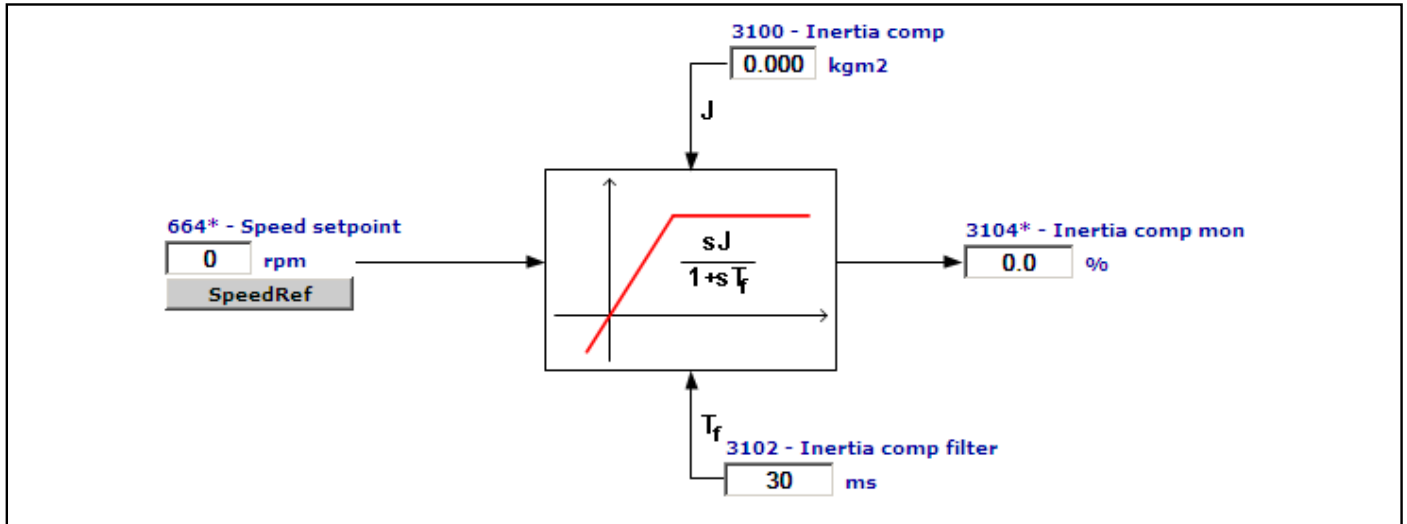 3100 - Inertia comp
0.000 kgm2
J
664* - Speed setpoint
0 rpm
SpeedRef
sJ
1+sTf
3104* - Inertia comp mon
0.0 %
Tf
3102 - Inertia comp filter
30 ms